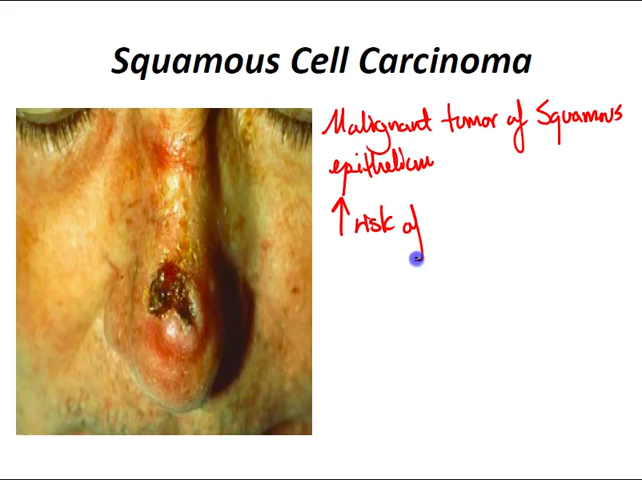 Squamous Cell Carcinoma
Malignant tumor of Squamous
epithelium
↑ risk of